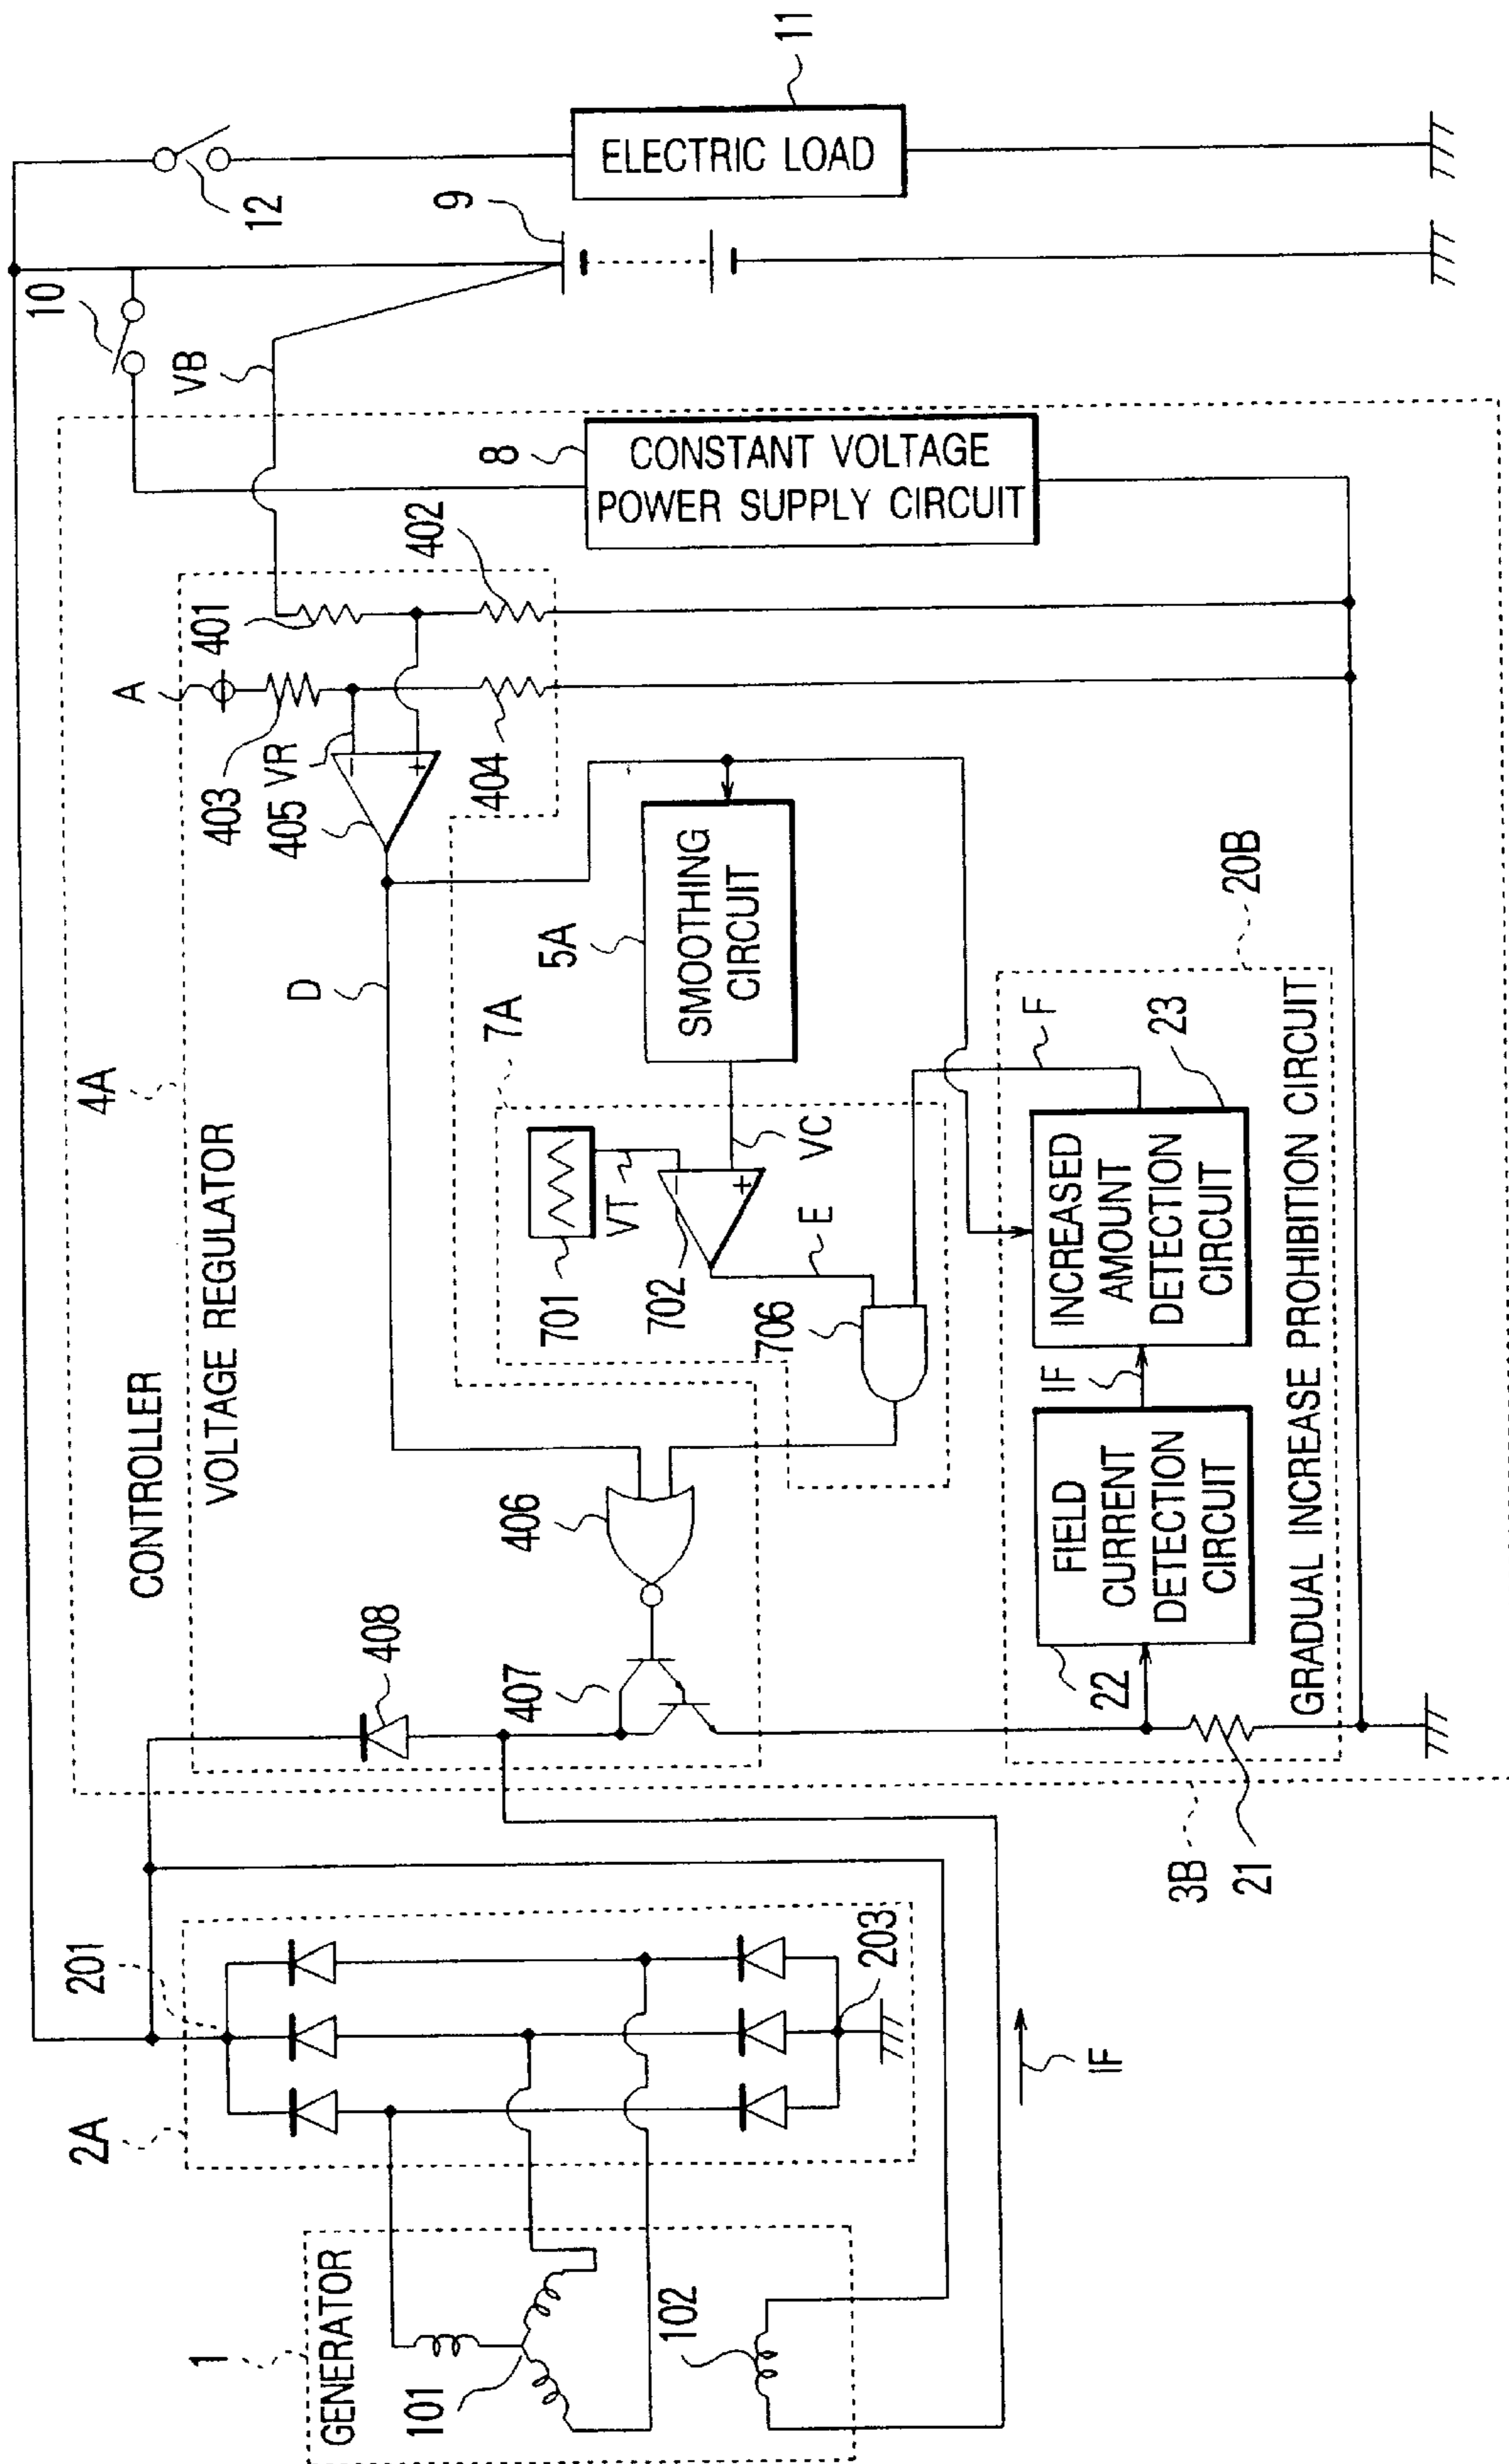 1
GENERATOR
101
102
2A
201
203
IF
3B
21
CONTROLLER
4A
VOLTAGE REGULATOR
408
407
406
D
405
VR
403
A
401
402
404
VB
10
12
9
ELECTRIC LOAD
11
8
CONSTANT VOLTAGE
POWER SUPPLY CIRCUIT
5A
SMOOTHING
CIRCUIT
7A
701
VT
702
VC
E
706
−
+
−
+
F
20B
FIELD
CURRENT
DETECTION
CIRCUIT
22
IF
INCREASED
AMOUNT
DETECTION
CIRCUIT
23
GRADUAL INCREASE PROHIBITION CIRCUIT